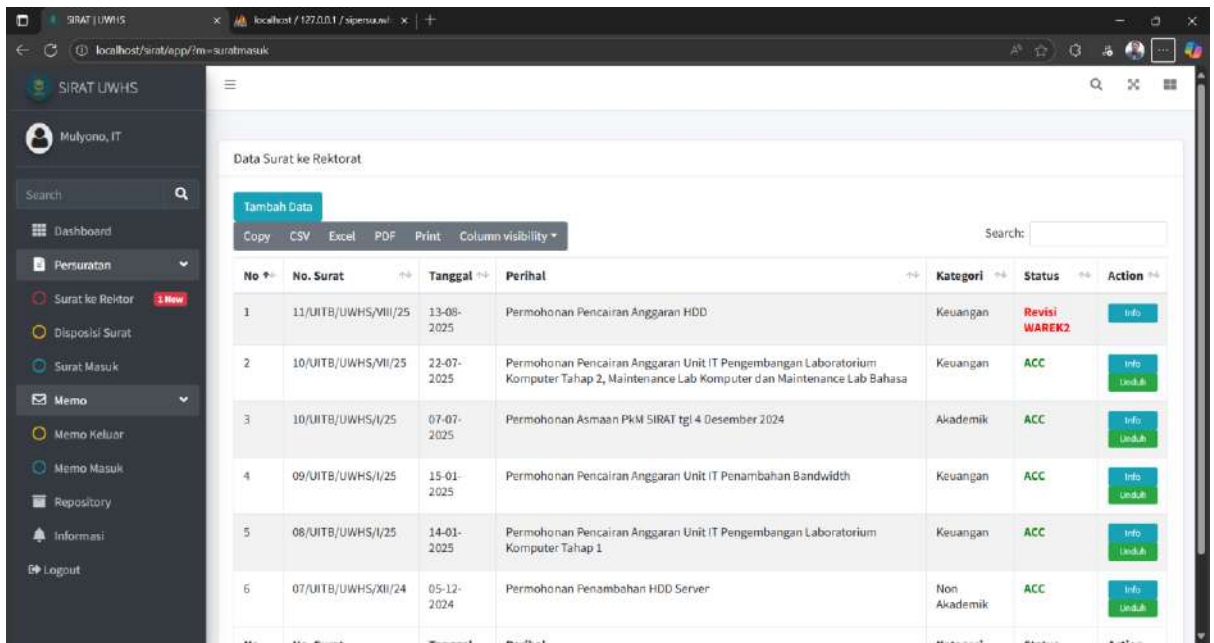 SIRAT | UWHS
localhost / 127.0.0.1 / sipersuuwh
localhost/sirat/app/?m=suratmasuk
SIRAT UWHS
Mulyono, IT
Search
Dashboard
Persuratan
Surat ke Rektor 1 New
Disposisi Surat
Surat Masuk
Memo
Memo Keluar
Memo Masuk
Repository
Informasi
Logout
Data Surat ke Rektorat
Tambah Data
Copy CSV Excel PDF Print Column visibility
Search:
No No. Surat Tanggal Perihal Kategori Status Action
1 11/UITB/UWHS/VIII/25 13-08- Permohonan Pencairan Anggaran HDD Keuangan Revisi Info
2025 WAREK2
2 10/UITB/UWHS/VII/25 22-07- Permohonan Pencairan Anggaran Unit IT Pengembangan Laboratorium Keuangan ACC Info
2025 Komputer Tahap 2, Maintenance Lab Komputer dan Maintenance Lab Bahasa Unduh
3 10/UITB/UWHS/I/25 07-07- Permohonan Asmaan PkM SIRAT tgl 4 Desember 2024 Akademik ACC Info
2025 Unduh
4 09/UITB/UWHS/I/25 15-01- Permohonan Pencairan Anggaran Unit IT Penambahan Bandwidth Keuangan ACC Info
2025 Unduh
5 08/UITB/UWHS/I/25 14-01- Permohonan Pencairan Anggaran Unit IT Pengembangan Laboratorium Keuangan ACC Info
2025 Komputer Tahap 1 Unduh
6 07/UITB/UWHS/XII/24 05-12- Permohonan Penambahan HDD Server Non ACC Info
2024 Akademik Unduh
No No. Surat Tanggal Perihal Kategori Status Action